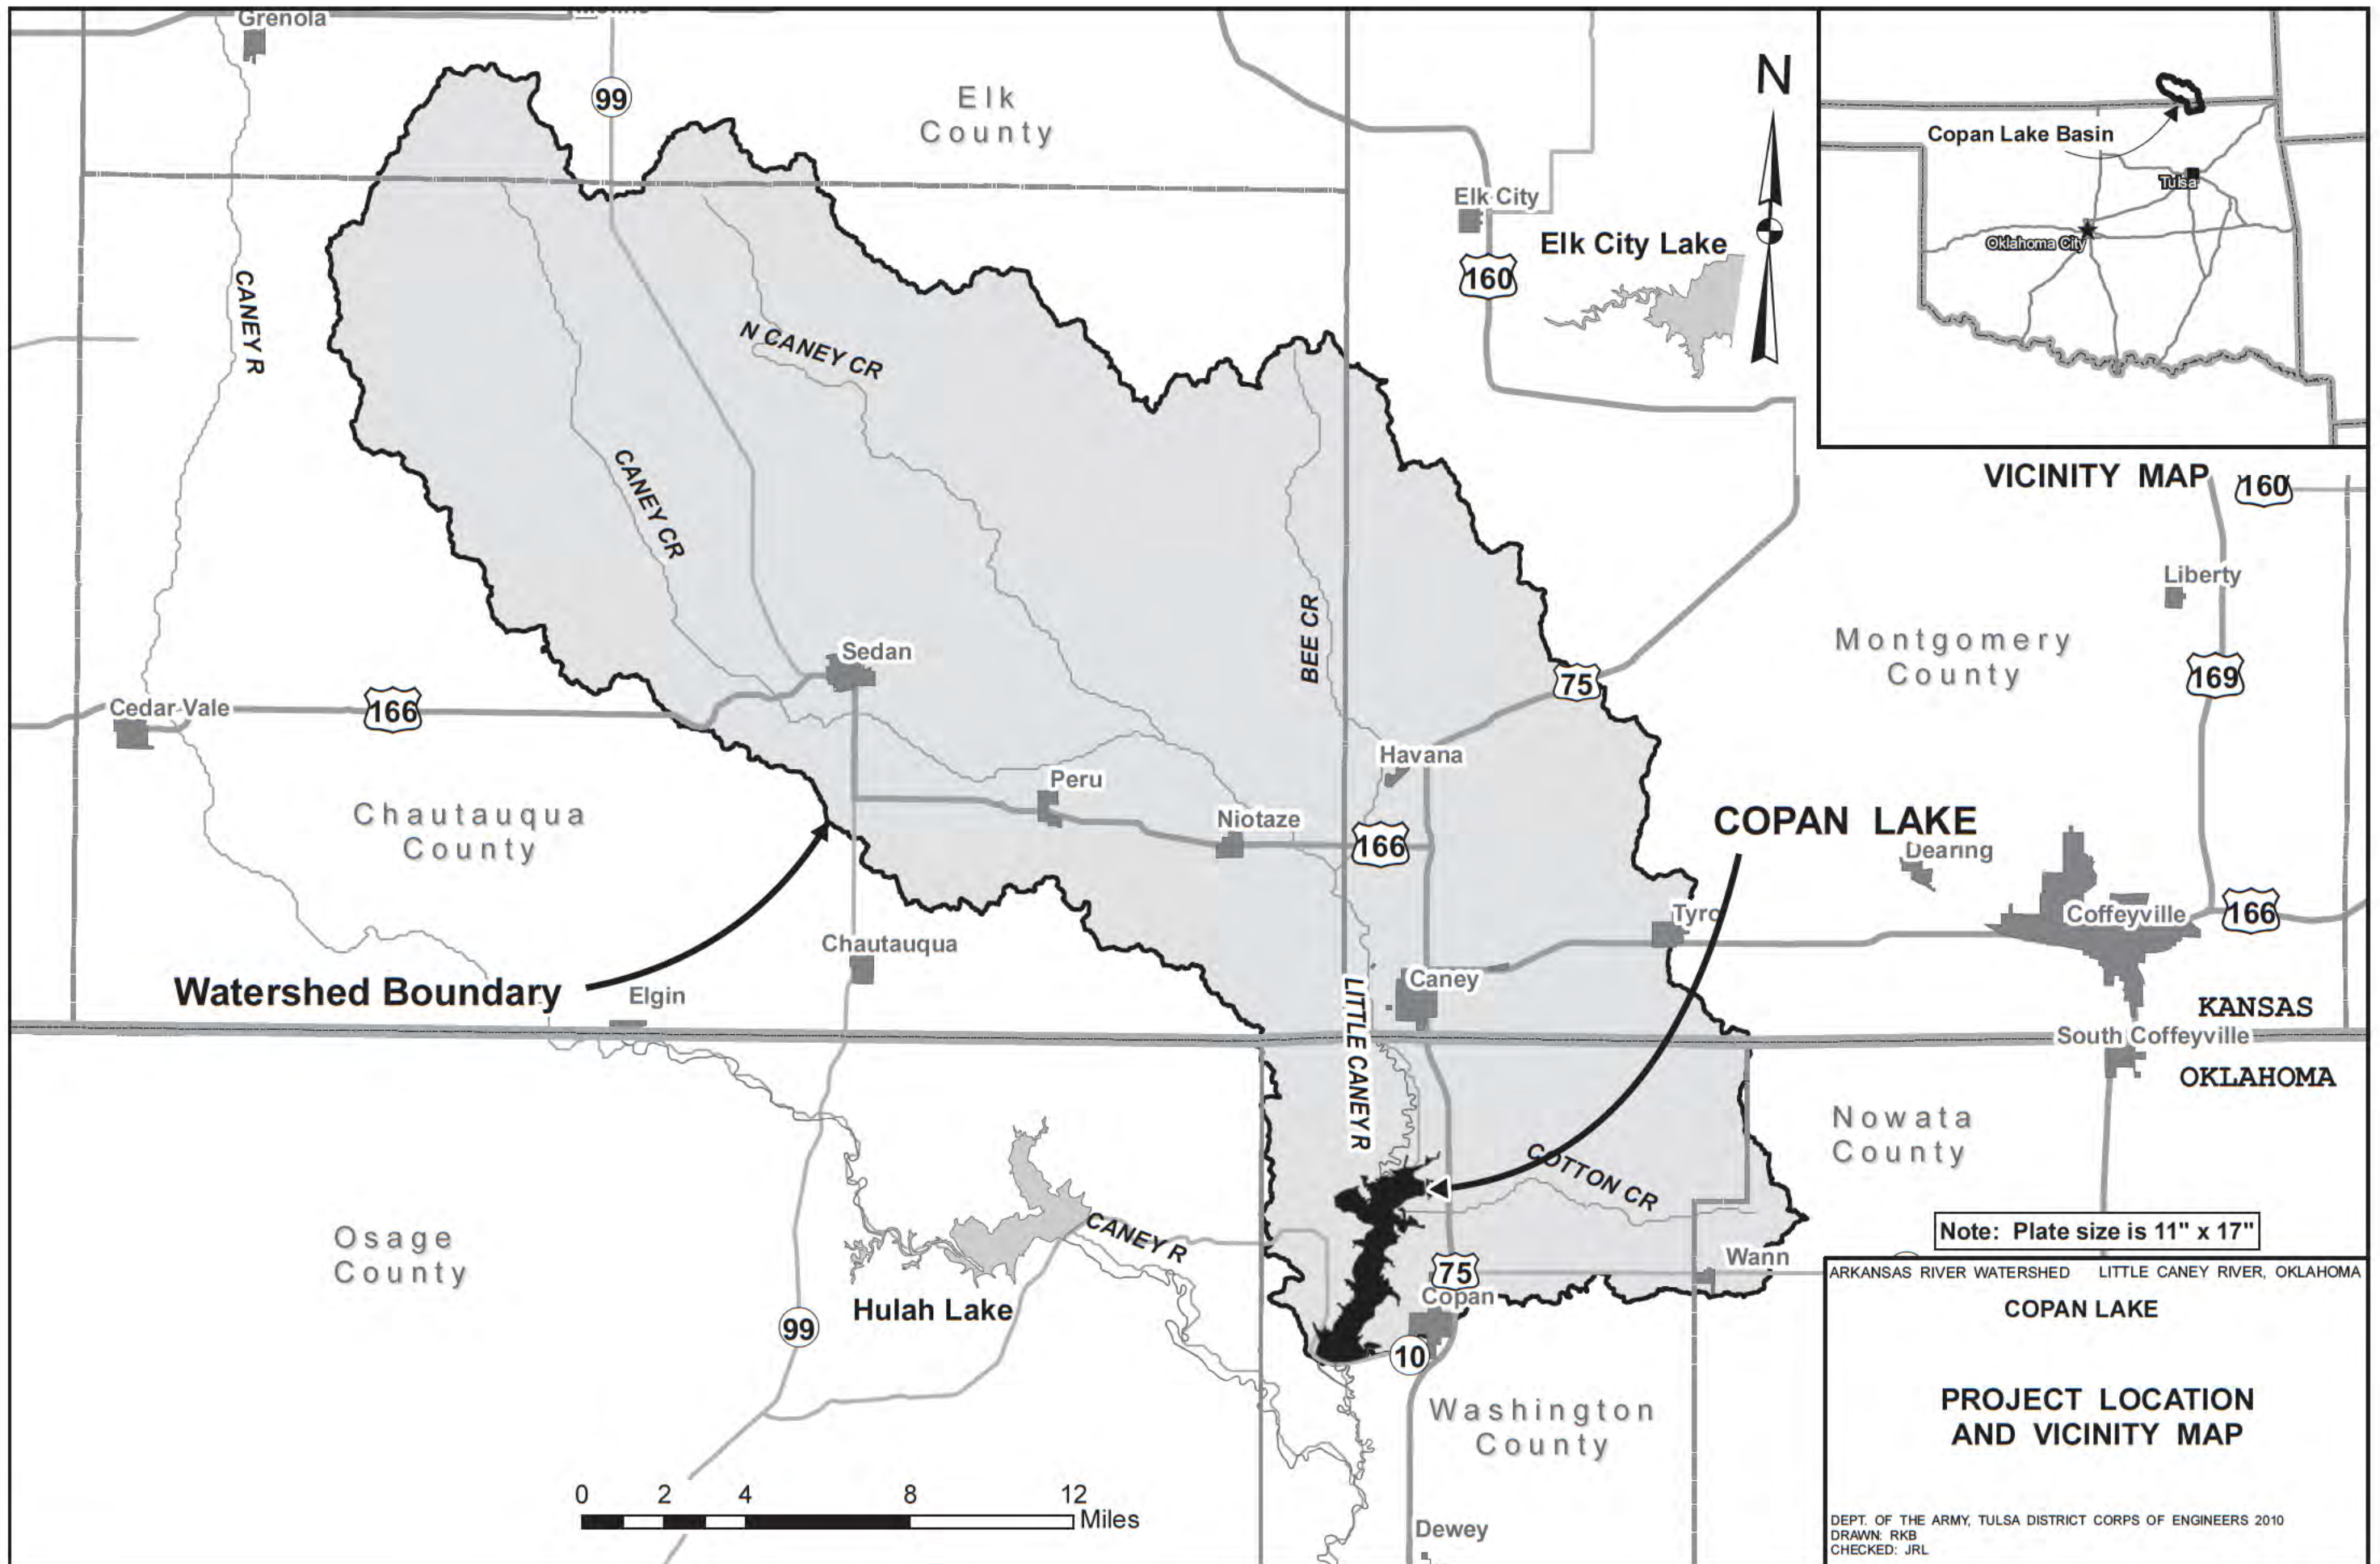 Grenola
99
Elk
County
N
Copan Lake Basin
Tulsa
Oklahoma City
Elk City
Elk City Lake
160
CANEY R
N CANEY CR
VICINITY MAP
160
CANEY CR
Liberty
BEE CR
Montgomery
County
Sedan
75
169
Cedar Vale
166
Havana
Peru
Chautauqua
County
Niotaze
166
COPAN LAKE
Dearing
Tyro
Coffeyville
166
Chautauqua
Caney
Watershed Boundary
Elgin
KANSAS
South Coffeyville
OKLAHOMA
LITTLE CANEY R
Nowata
County
COTTON CR
Osage
County
CANEY R
Note: Plate size is 11" x 17"
Wann
75
Copan
Hulah Lake
99
10
ARKANSAS RIVER WATERSHED LITTLE CANEY RIVER, OKLAHOMA
COPAN LAKE
Washington
County
PROJECT LOCATION
AND VICINITY MAP
0 2 4 8 12
Miles
Dewey
DEPT. OF THE ARMY, TULSA DISTRICT CORPS OF ENGINEERS 2010
DRAWN: RKB
CHECKED: JRL